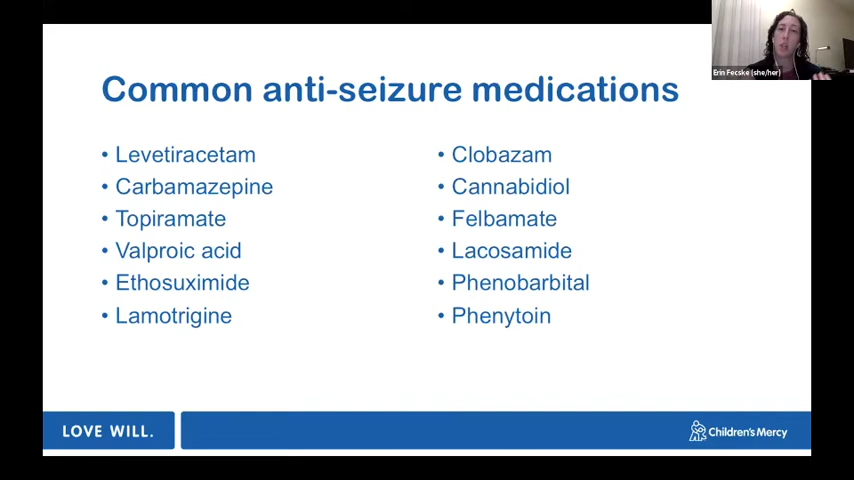 Erin Fecske (she/her)
Common anti-seizure medications
• Levetiracetam
• Carbamazepine
• Topiramate
• Valproic acid
• Ethosuximide
• Lamotrigine
• Clobazam
• Cannabidiol
• Felbamate
• Lacosamide
• Phenobarbital
• Phenytoin
LOVE WILL.
Children's Mercy